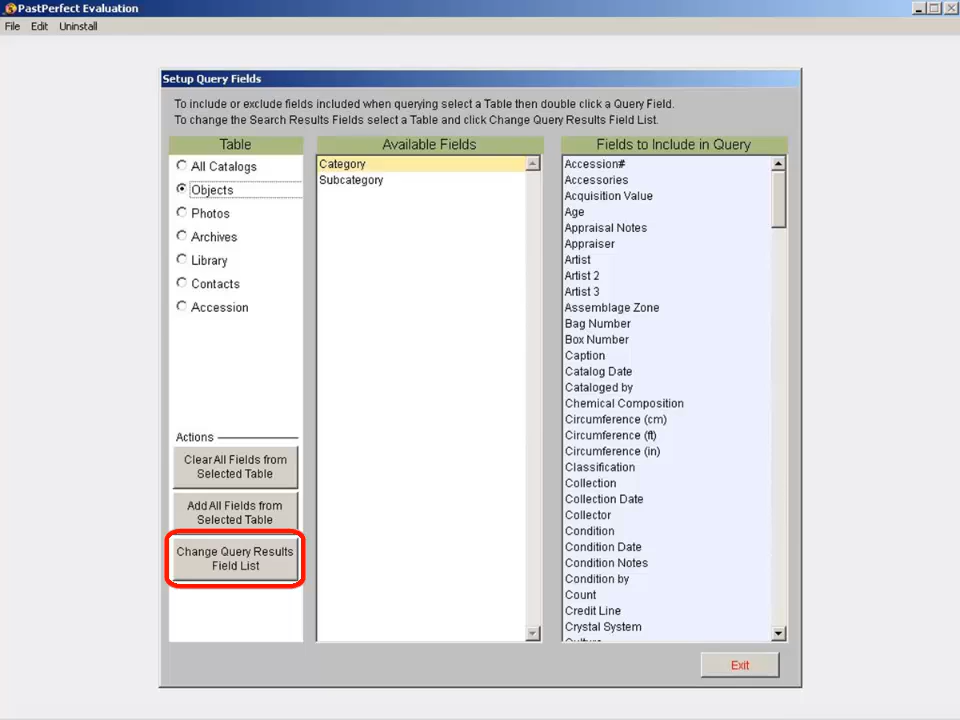 PastPerfect Evaluation
File Edit Uninstall
Setup Query Fields
To include or exclude fields included when querying select a Table then double click a Query Field.
To change the Search Results Fields select a Table and click Change Query Results Field List.
Table
All Catalogs
Objects
Photos
Archives
Library
Contacts
Accession
Actions
Clear All Fields from
Selected Table
Add All Fields from
Selected Table
Change Query Results
Field List
Available Fields
Category
Subcategory
Fields to Include in Query
Accession#
Accessories
Acquisition Value
Age
Appraisal Notes
Appraiser
Artist
Artist 2
Artist 3
Assemblage Zone
Bag Number
Box Number
Caption
Catalog Date
Cataloged by
Chemical Composition
Circumference (cm)
Circumference (ft)
Circumference (in)
Classification
Collection
Collection Date
Collector
Condition
Condition Date
Condition Notes
Condition by
Count
Credit Line
Crystal System
Exit